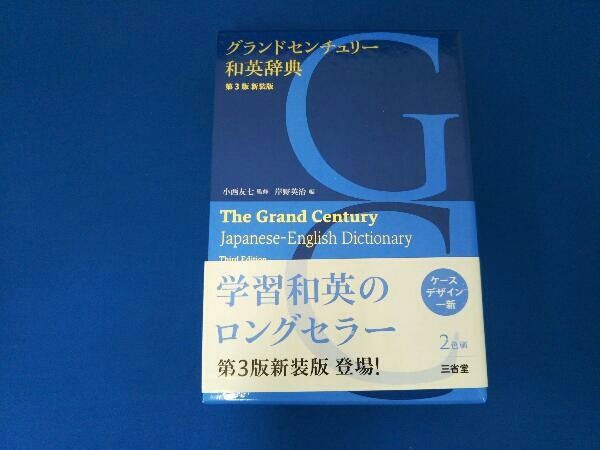 グランドセンチュリー
和英辞典
第3版 新装版
小西友七 監修 岸野英治 編
The Grand Century
Japanese-English Dictionary
Third Edition
学習和英の
ロングセラー
第3版新装版 登場!
ケース
デザイン
一新
2色刷
三省堂
GC